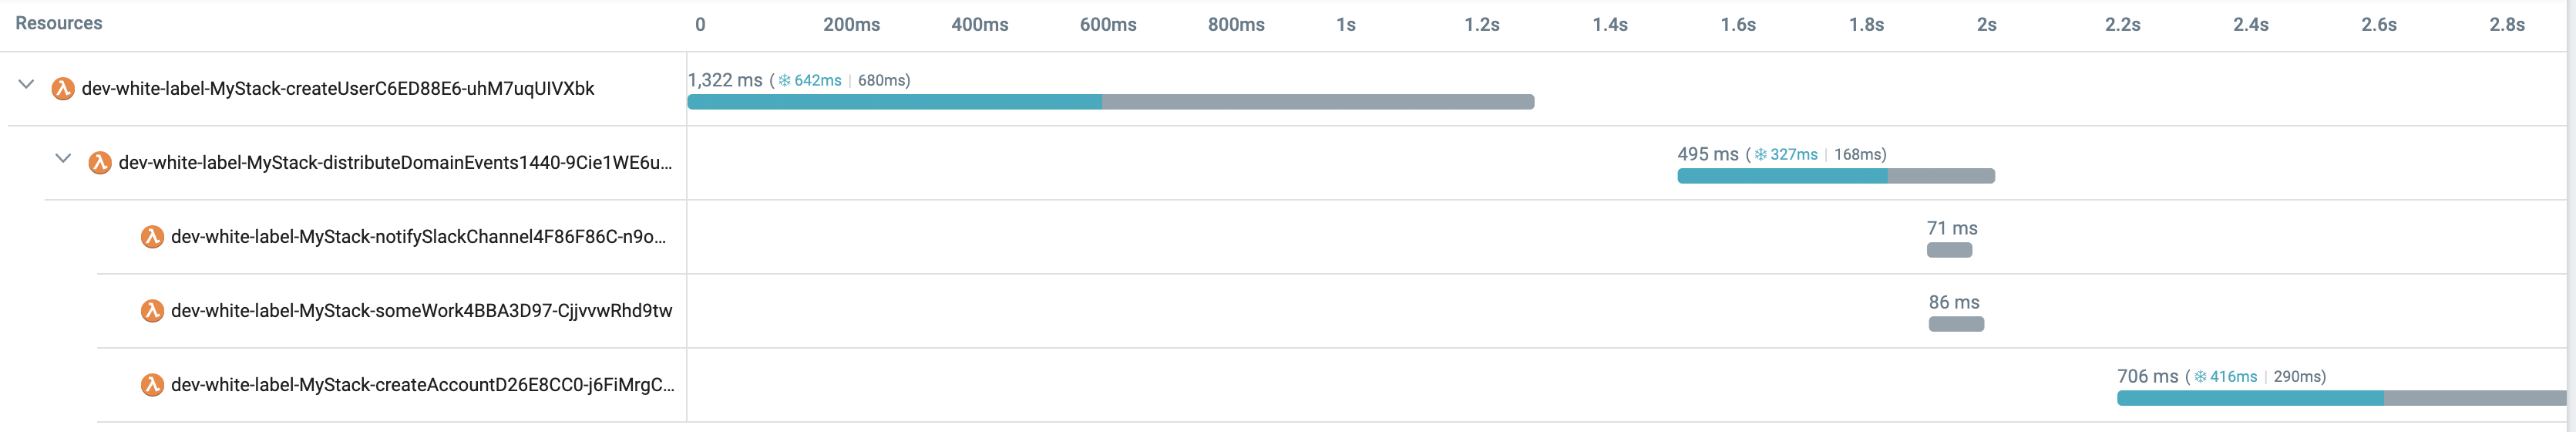 Resources 0 200ms 400ms 600ms 800ms 1s 1.2s 1.4s 1.6s 1.8s 2s 2.2s 2.4s 2.6s 2.8s
dev-white-label-MyStack-createUserC6ED88E6-uhM7uqUIVXbk
1,322 ms ( ❄ 642ms | 680ms)
dev-white-label-MyStack-distributeDomainEvents1440-9Cie1WE6u...
495 ms ( ❄ 327ms | 168ms)
dev-white-label-MyStack-notifySlackChannel4F86F86C-n9o...
71 ms
dev-white-label-MyStack-someWork4BBA3D97-CjjvvwRhd9tw
86 ms
dev-white-label-MyStack-createAccountD26E8CC0-j6FiMrgC...
706 ms ( ❄ 416ms | 290ms)